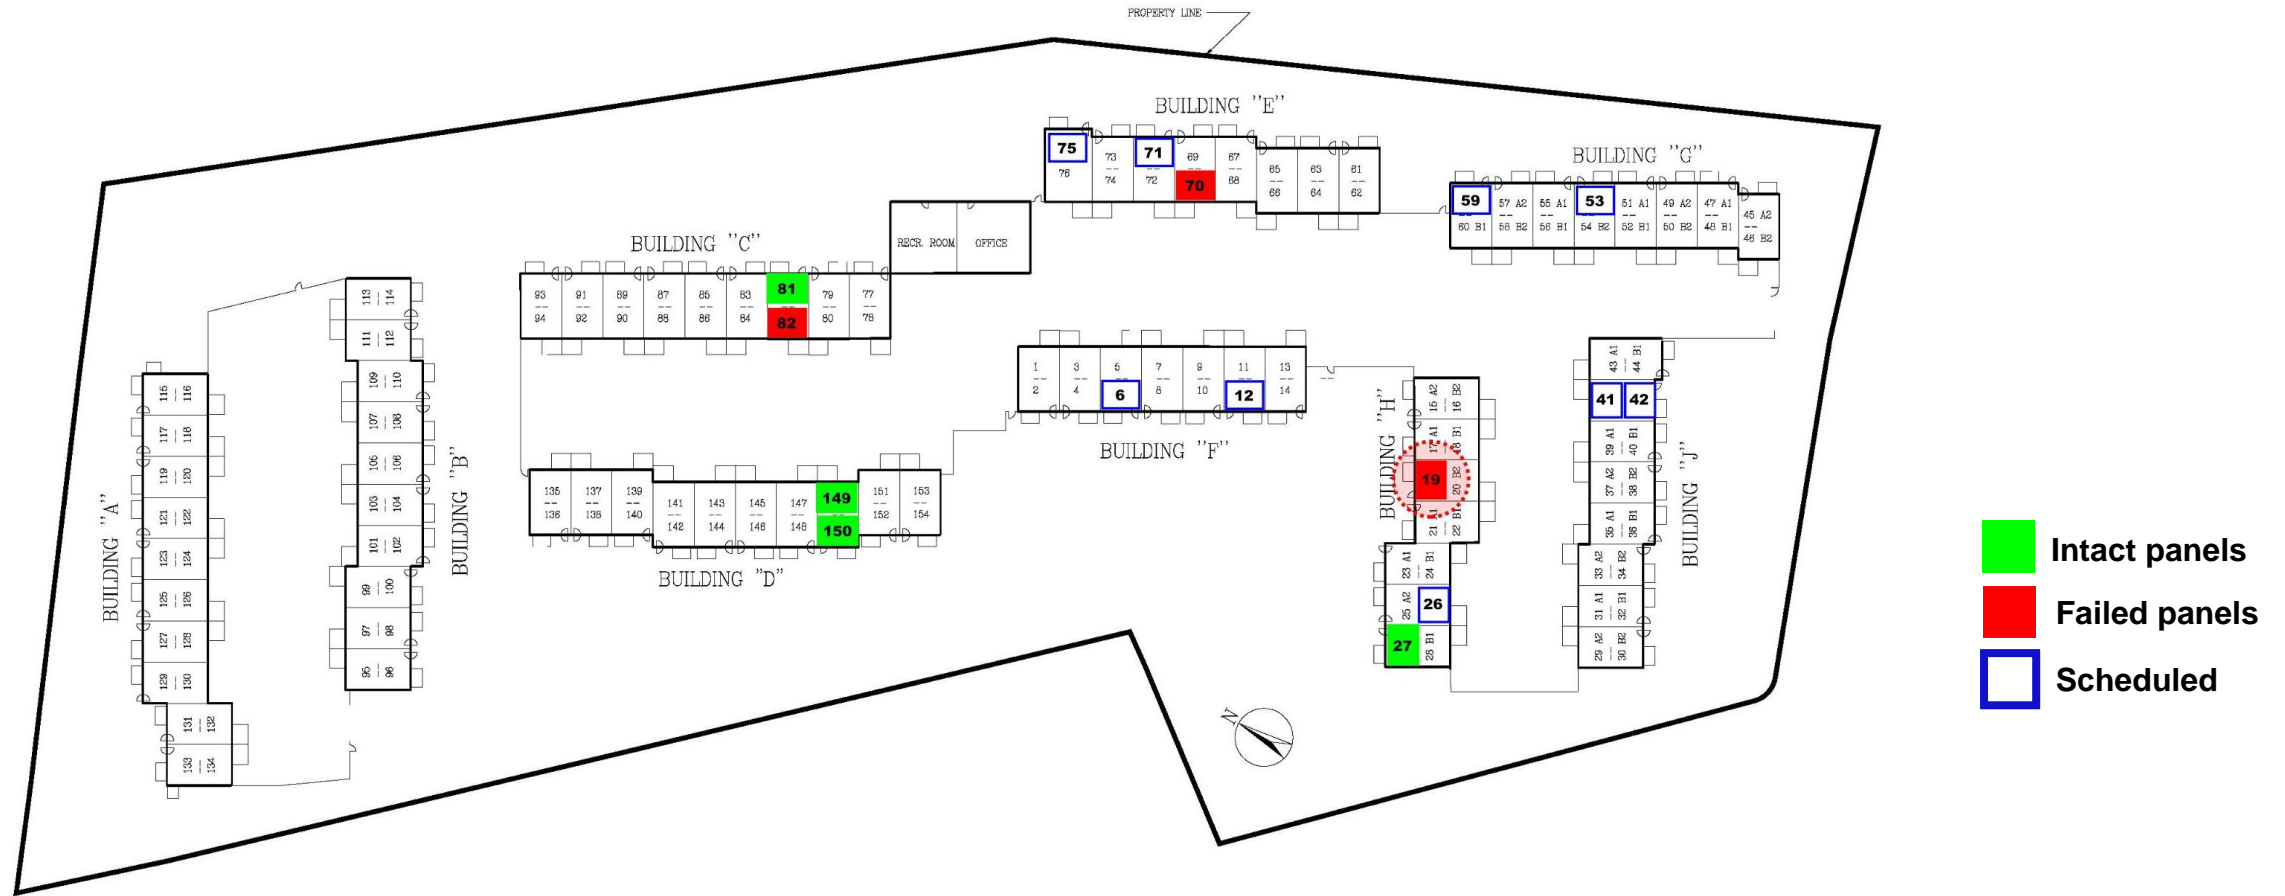 PROPERTY LINE
BUILDING "E"
75 73 71 69 67 65 63 61
76 74 72 70 68 66 64 62
BUILDING "G"
59 57 A2 55 A1 53 51 A1 49 A2 47 A1 45 A2
60 B1 58 B2 56 B1 54 B2 52 B1 50 B2 48 B1 46 B2
RECR. ROOM OFFICE
BUILDING "C"
93 91 89 87 85 83 81 79 77
94 92 90 88 86 84 82 80 78
113 114
111 112
109 110
107 108
105 106
103 104
101 102
99 100
97 98
95 96
BUILDING "B"
115 116
117 118
119 120
121 122
123 124
125 126
127 128
129 130
131 132
133 134
BUILDING "A"
1 3 5 7 9 11 13
2 4 6 8 10 12 14
BUILDING "F"
135 137 139 141 143 145 147 149 151 153
136 138 140 142 144 146 148 150 152 154
BUILDING "D"
BUILDING "H"
15 A2 16 B2
17 A1 18 B1
19 20 B2
21 A1 22 B1
23 A1 24 B1
25 A2 26
27 28 B1
43 A1 44 B1
41 42
39 A1 40 B1
37 A2 38 B2
35 A1 36 B1
33 A2 34 B2
31 A1 32 B1
29 A2 30 B2
BUILDING "J"
N
Intact panels
Failed panels
Scheduled